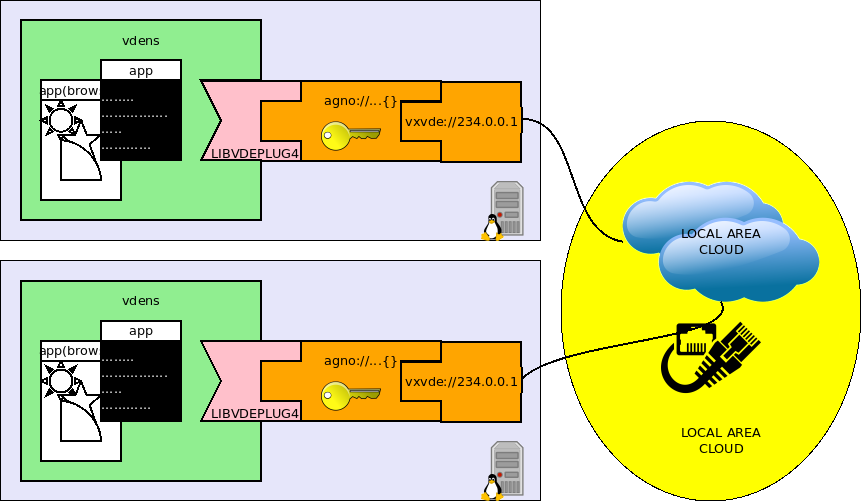 vdens
app
app(brow
agno://...{}
vxvde://234.0.0.1
LIBVDEPLUG4
LOCAL AREA
CLOUD
vdens
app
app(brow
agno://...{}
vxvde://234.0.0.1
LIBVDEPLUG4
LOCAL AREA
CLOUD